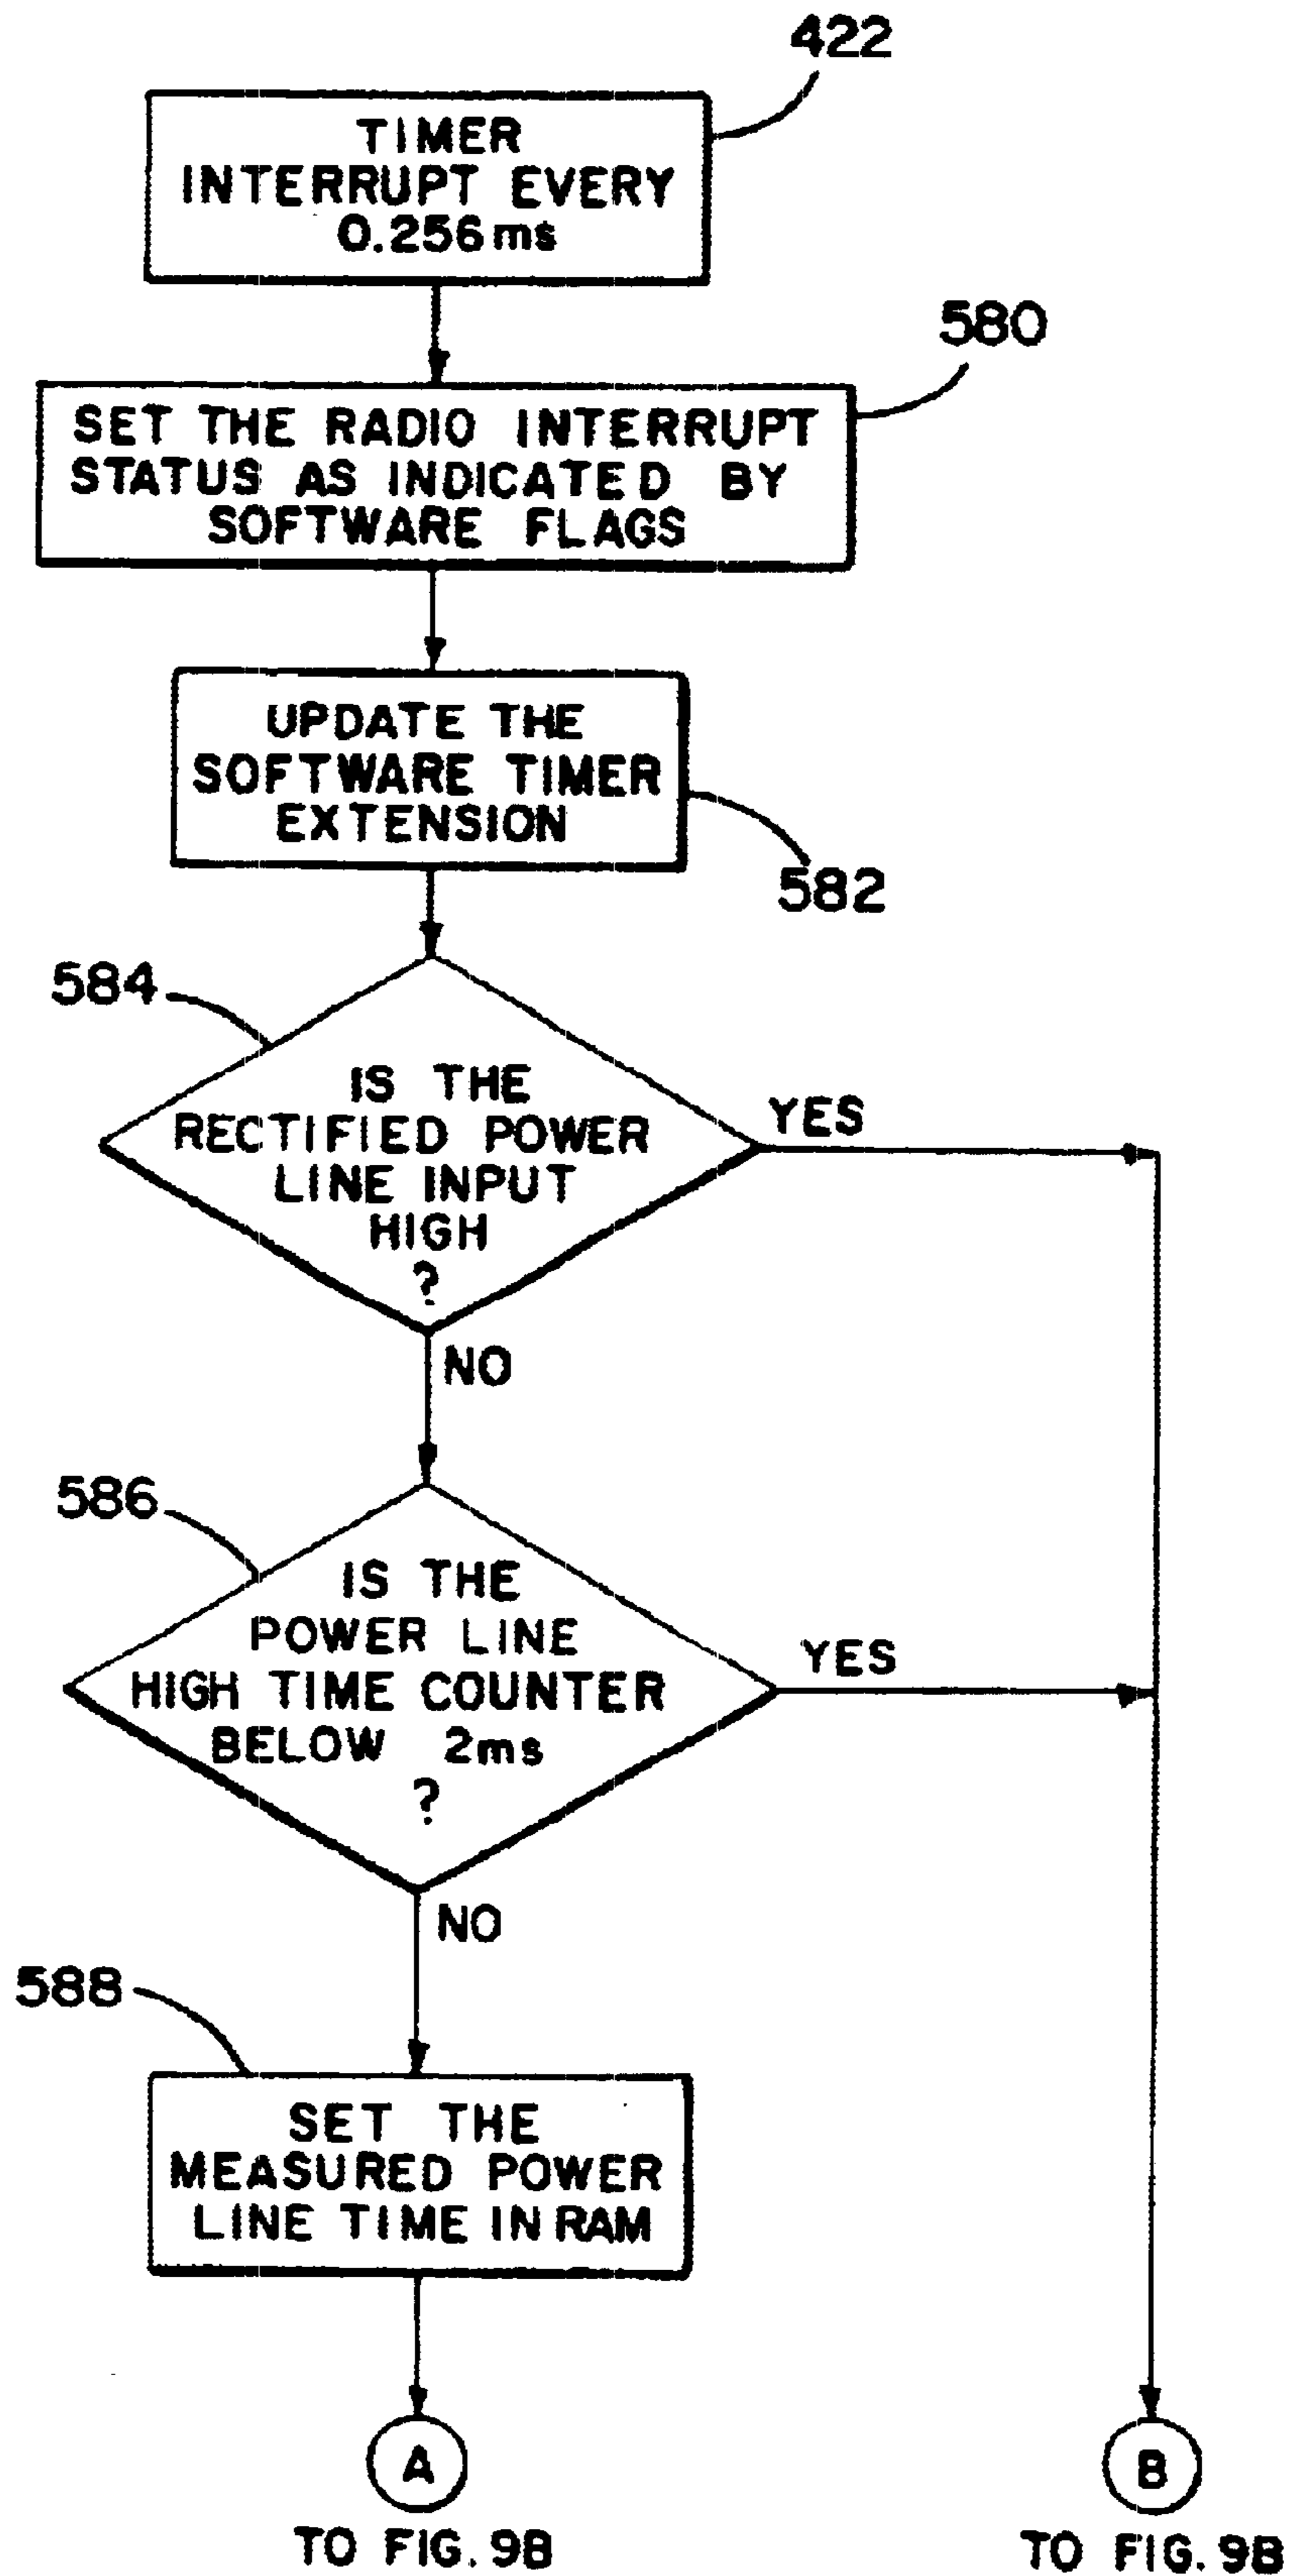 422
TIMER
INTERRUPT EVERY
0.256ms
580
SET THE RADIO INTERRUPT
STATUS AS INDICATED BY
SOFTWARE FLAGS
UPDATE THE
SOFTWARE TIMER
EXTENSION
582
584
IS THE
RECTIFIED POWER
LINE INPUT
HIGH
?
YES
NO
586
IS THE
POWER LINE
HIGH TIME COUNTER
BELOW 2ms
?
YES
NO
588
SET THE
MEASURED POWER
LINE TIME IN RAM
A
TO FIG. 9B
B
TO FIG. 9B